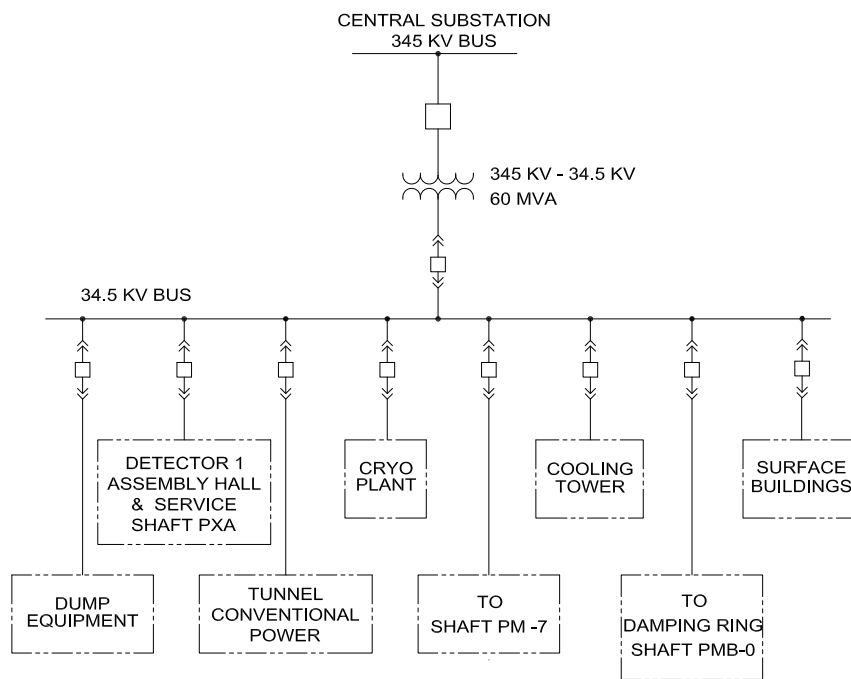 CENTRAL SUBSTATION
345 KV BUS
345 KV - 34.5 KV
60 MVA
34.5 KV BUS
DETECTOR 1
ASSEMBLY HALL
& SERVICE
SHAFT PXA
CRYO
PLANT
COOLING
TOWER
SURFACE
BUILDINGS
DUMP
EQUIPMENT
TUNNEL
CONVENTIONAL
POWER
TO
SHAFT PM -7
TO
DAMPING RING
SHAFT PMB-0